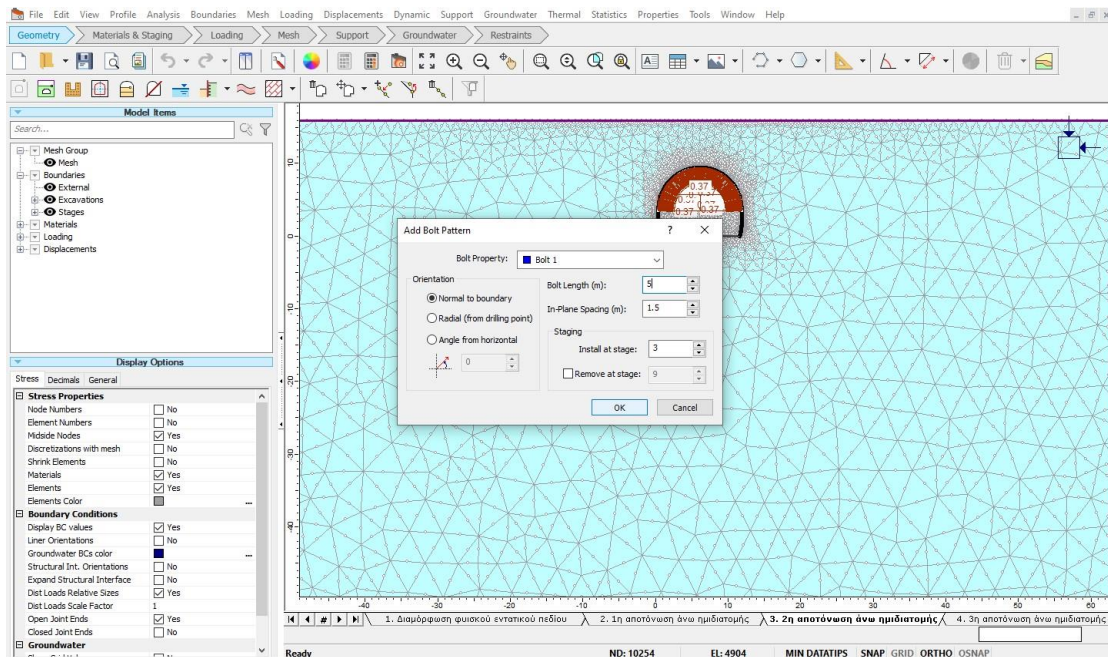 File Edit View Profile Analysis Boundaries Mesh Loading Displacements Dynamic Support Groundwater Thermal Statistics Properties Tools Window Help
Geometry Materials & Staging Loading Mesh Support Groundwater Restraints
Model Items
Search...
Mesh Group
Mesh
Boundaries
External
Excavations
Stages
Materials
Loading
Displacements
Display Options
Stress Decimals General
Stress Properties
Node Numbers No
Element Numbers No
Midside Nodes Yes
Discretizations with mesh No
Shrink Elements No
Materials Yes
Elements Yes
Elements Color ...
Boundary Conditions
Display BC values Yes
Liner Orientations No
Groundwater BCs color ...
Structural Int. Orientations No
Expand Structural Interface No
Dist Loads Relative Sizes Yes
Dist Loads Scale Factor 1
Open Joint Ends Yes
Closed Joint Ends No
Groundwater
10
0
-10
-20
-30
-40
0.37
0.37 0.37
Add Bolt Pattern ? X
Bolt Property: Bolt 1
Orientation
Normal to boundary
Radial (from drilling point)
Angle from horizontal
0
Bolt Length (m): 5
In-Plane Spacing (m): 1.5
Staging
Install at stage: 3
Remove at stage: 9
OK Cancel
-40 -30 -20 -10 0 10 20 30 40 50 60
1. Διαμόρφωση φυσικού εντατικού πεδίου 2. 1η αποτόνωση άνω ημιδιατομής 3. 2η αποτόνωση άνω ημιδιατομής 4. 3η αποτόνωση άνω ημιδιατομής
Ready ND: 10254 EL: 4904 MIN DATATIPS SNAP GRID ORTHO OSNAP